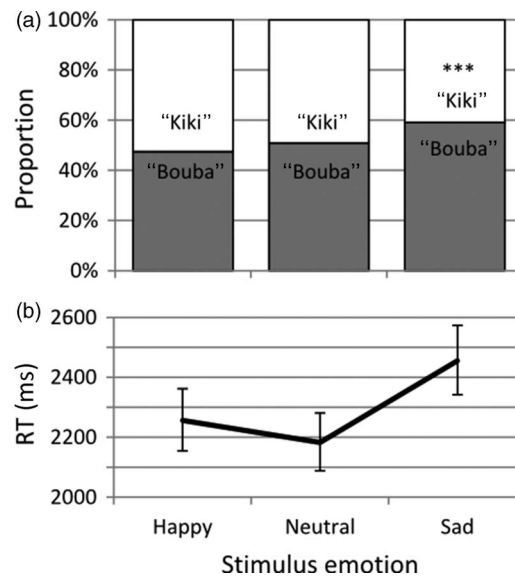 (a)
100%
80%
60%
40%
20%
0%
Proportion
“Kiki”
“Bouba”
“Kiki”
“Bouba”
***
“Kiki”
“Bouba”
(b)
2600
2400
2200
2000
RT (ms)
Happy Neutral Sad
Stimulus emotion